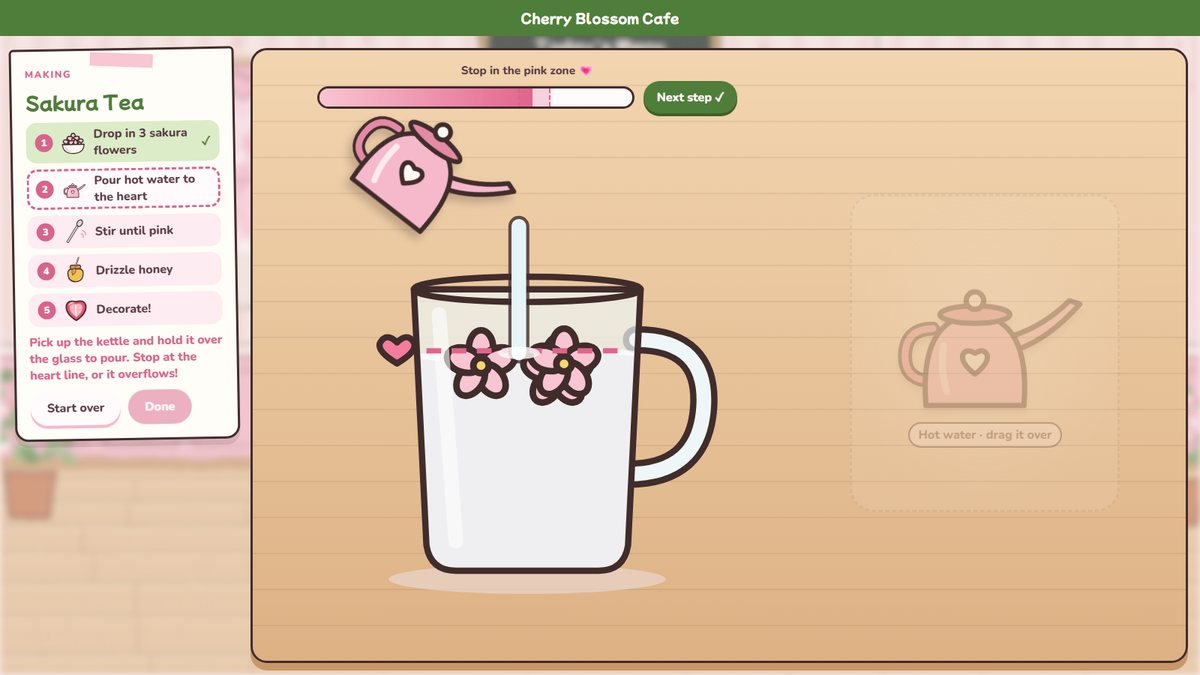 Cherry Blossom Cafe
MAKING
Sakura Tea
1 Drop in 3 sakura
flowers ✓
2 Pour hot water to
the heart
3 Stir until pink
4 Drizzle honey
5 Decorate!
Pick up the kettle and hold it over
the glass to pour. Stop at the
heart line, or it overflows!
Start over
Done
Stop in the pink zone 💗
Next step ✓
Hot water · drag it over